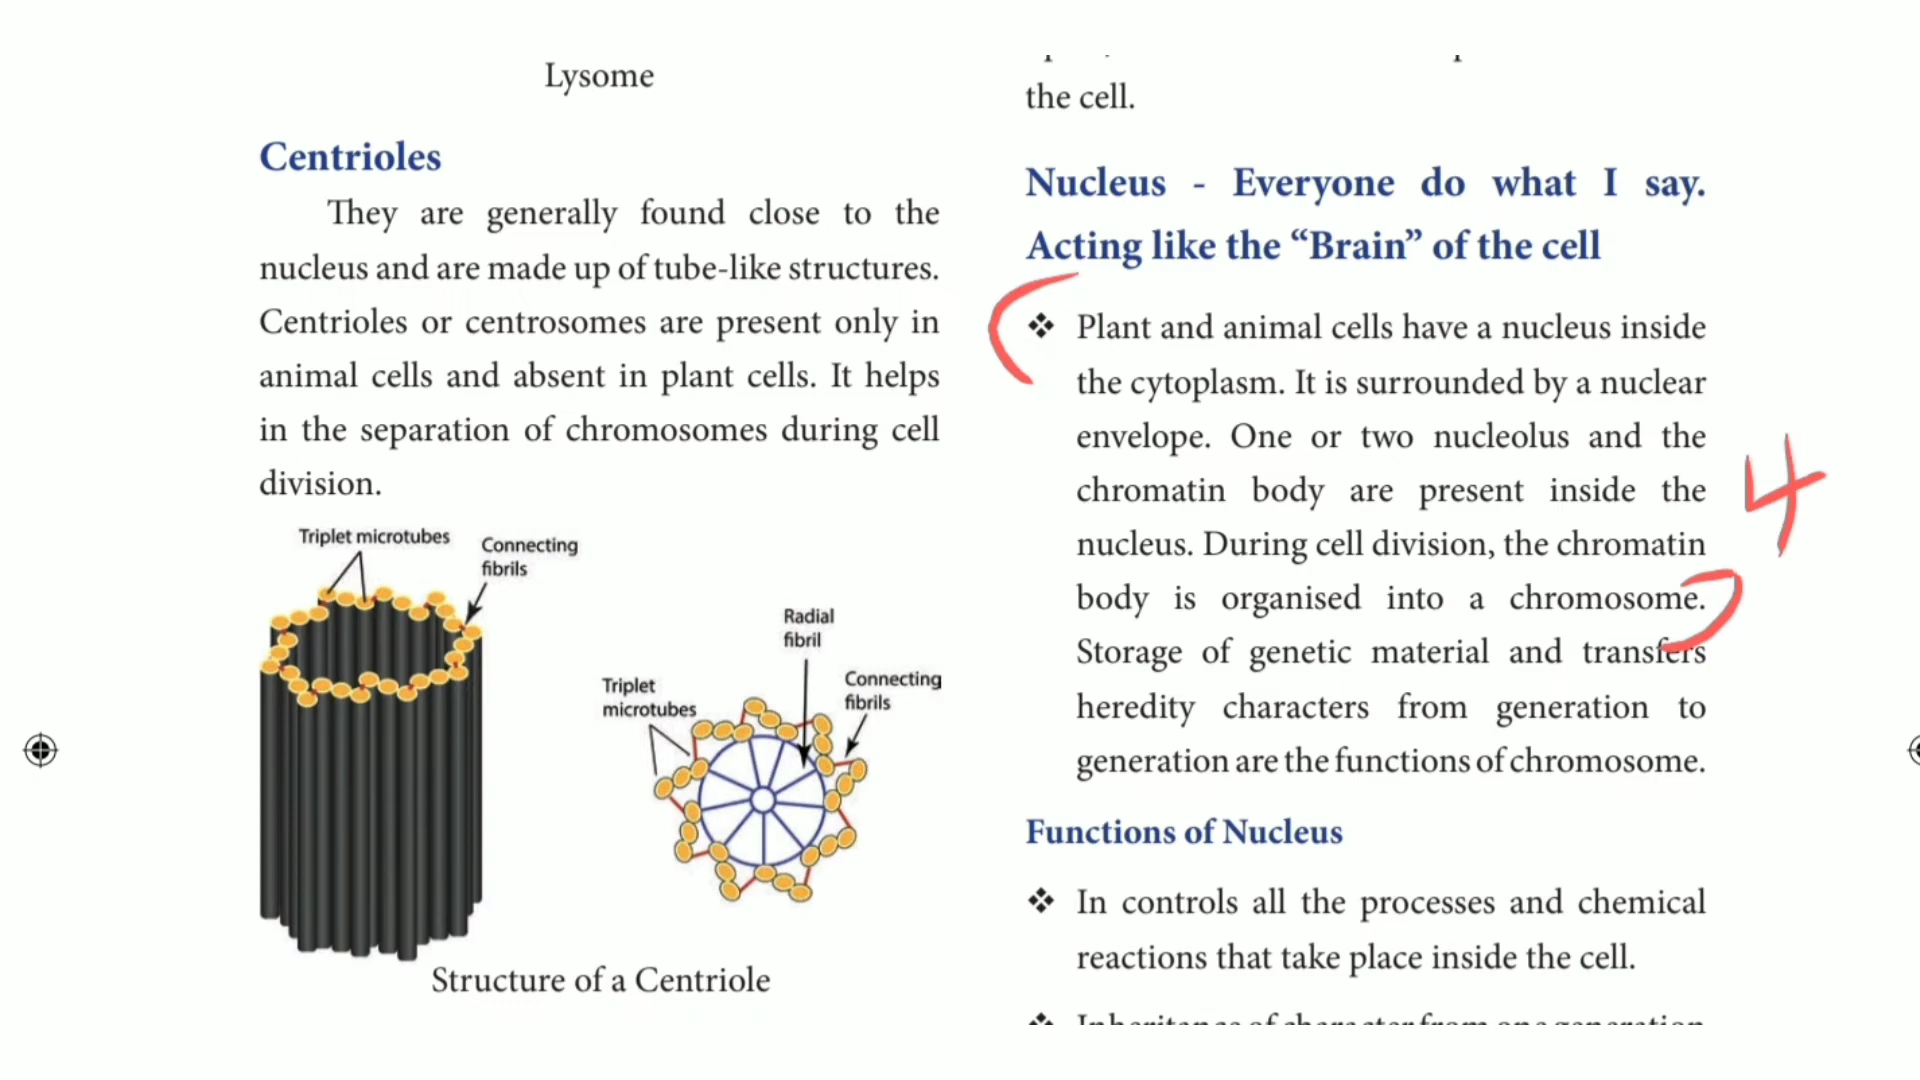 Lysome
Centrioles
They are generally found close to the
nucleus and are made up of tube-like structures.
Centrioles or centrosomes are present only in
animal cells and absent in plant cells. It helps
in the separation of chromosomes during cell
division.
Triplet microtubes
Connecting
fibrils
Radial
fibril
Triplet
microtubes
Connecting
fibrils
Structure of a Centriole
the cell.
Nucleus - Everyone do what I say.
Acting like the “Brain” of the cell
❖ Plant and animal cells have a nucleus inside
the cytoplasm. It is surrounded by a nuclear
envelope. One or two nucleolus and the
chromatin body are present inside the
nucleus. During cell division, the chromatin
body is organised into a chromosome.
Storage of genetic material and transfers
heredity characters from generation to
generation are the functions of chromosome.
4
Functions of Nucleus
❖ In controls all the processes and chemical
reactions that take place inside the cell.
❖ Inheritance of character from one generation